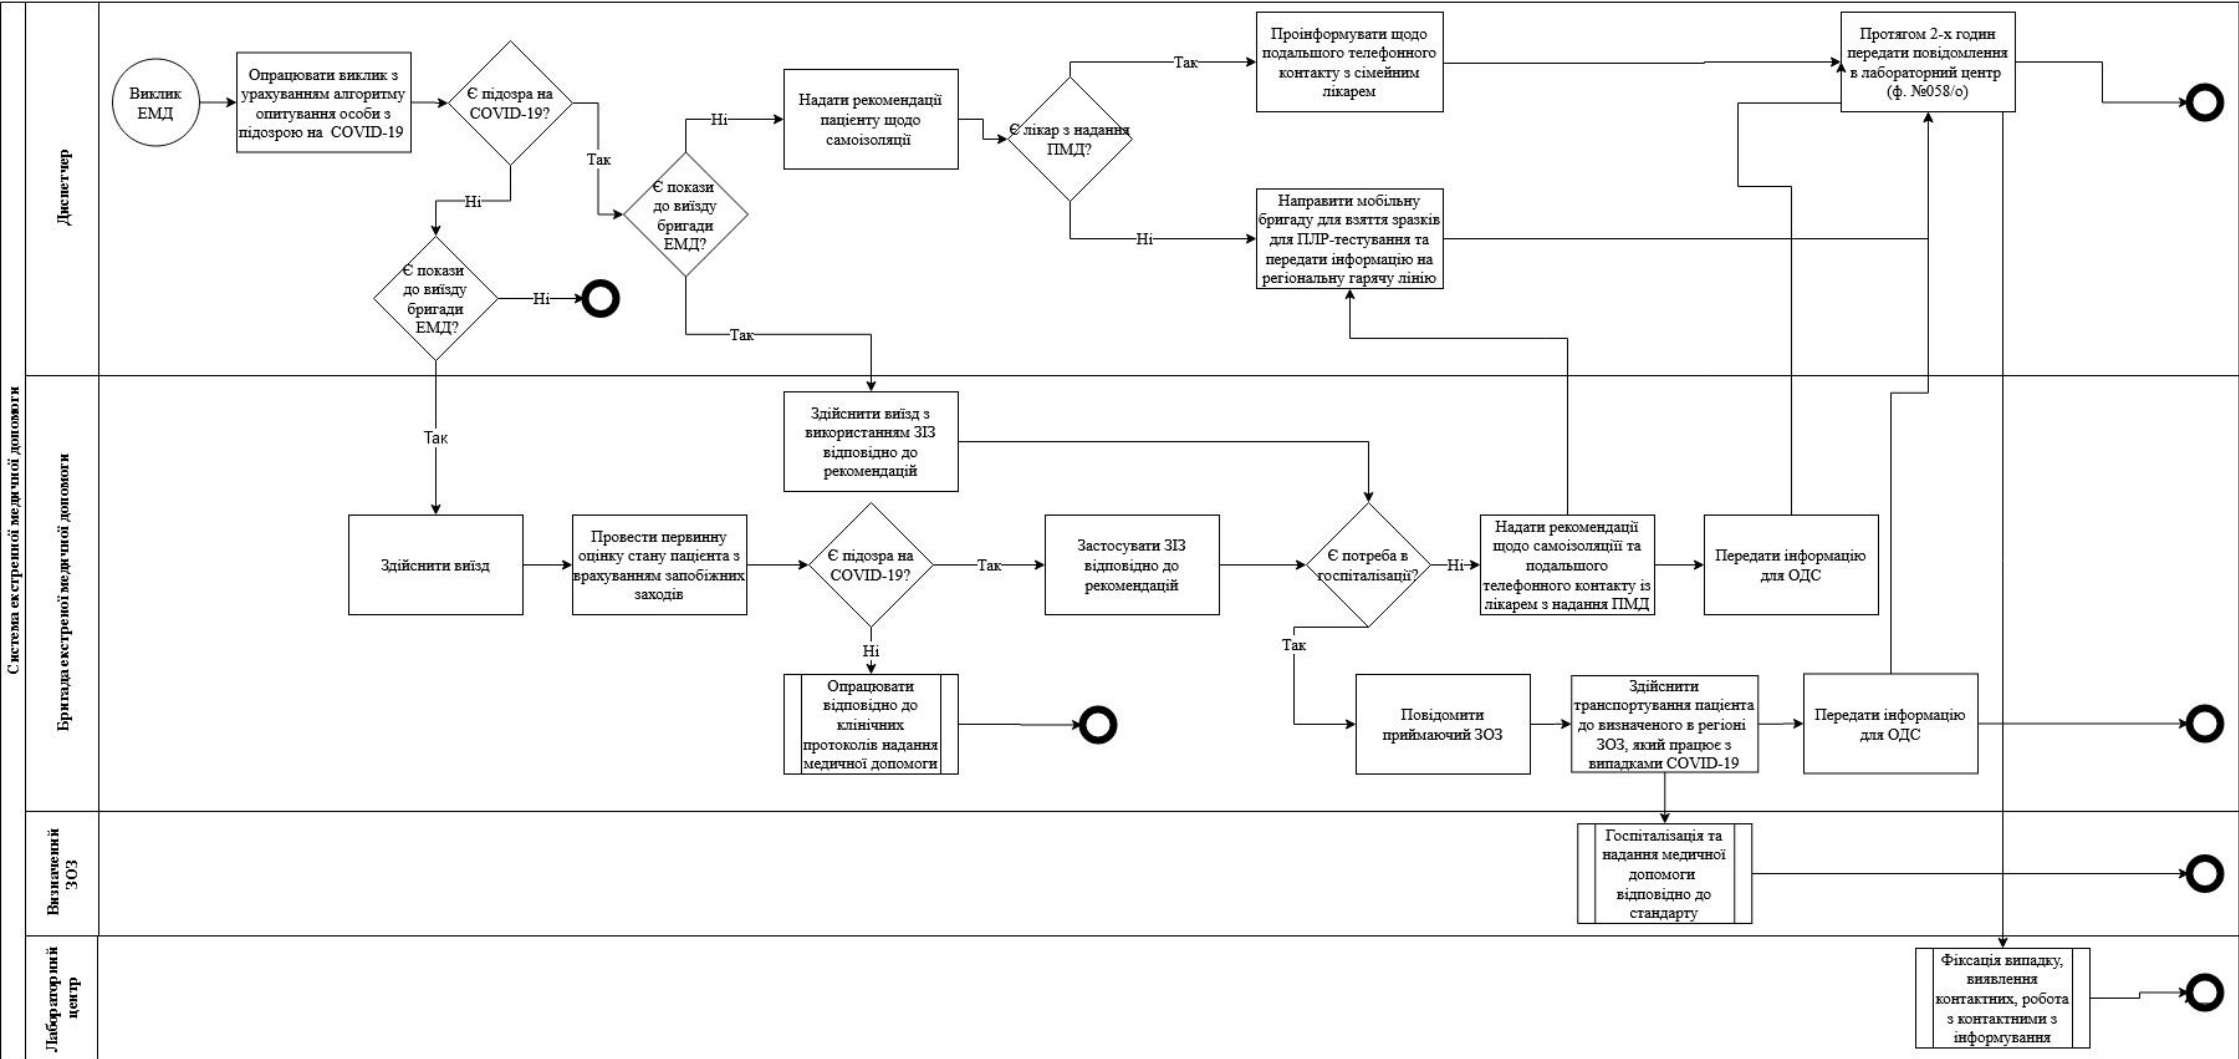 Система екстренної медичної допомоги
Диспетчер
Виклик
ЕМД
Опрацювати виклик з
урахуванням алгоритму
опитування особи з
підозрою на COVID-19
Є підозра на
COVID-19?
Так
Ні
Є покази
до виїзду
бригади
ЕМД?
Ні
Так
Є покази
до виїзду
бригади
ЕМД?
Ні
Так
Надати рекомендації
пацієнту щодо
самоізоляції
Є лікар з надання
ПМД?
Так
Ні
Проінформувати щодо
подальшого телефонного
контакту з сімейним
лікарем
Направити мобільну
бригаду для взяття зразків
для ПЛР-тестування та
передати інформацію на
регіональну гарячу лінію
Протягом 2-х годин
передати повідомлення
в лабораторний центр
(ф. №058/о)
Бригада екстреної медичної допомоги
Здійснити виїзд з
використанням ЗІЗ
відповідно до
рекомендацій
Здійснити виїзд
Провести первинну
оцінку стану пацієнта з
врахуванням запобіжних
заходів
Є підозра на
COVID-19?
Так
Ні
Застосувати ЗІЗ
відповідно до
рекомендацій
Є потреба в
госпіталізації?
Ні
Так
Надати рекомендації
щодо самоізоляціїї та
подальшого
телефонного контакту із
лікарем з надання ПМД
Передати інформацію
для ОДС
Опрацювати
відповідно до
клінічних
протоколів надання
медичної допомоги
Повідомити
приймаючий ЗОЗ
Здійснити
транспортування пацієнта
до визначеного в регіоні
ЗОЗ, який працює з
випадками COVID-19
Передати інформацію
для ОДС
Визначений
ЗОЗ
Госпіталізація та
надання медичної
допомоги
відповідно до
стандарту
Лабораторний
центр
Фіксація випадку,
виявлення
контактних, робота
з контактними з
інформування